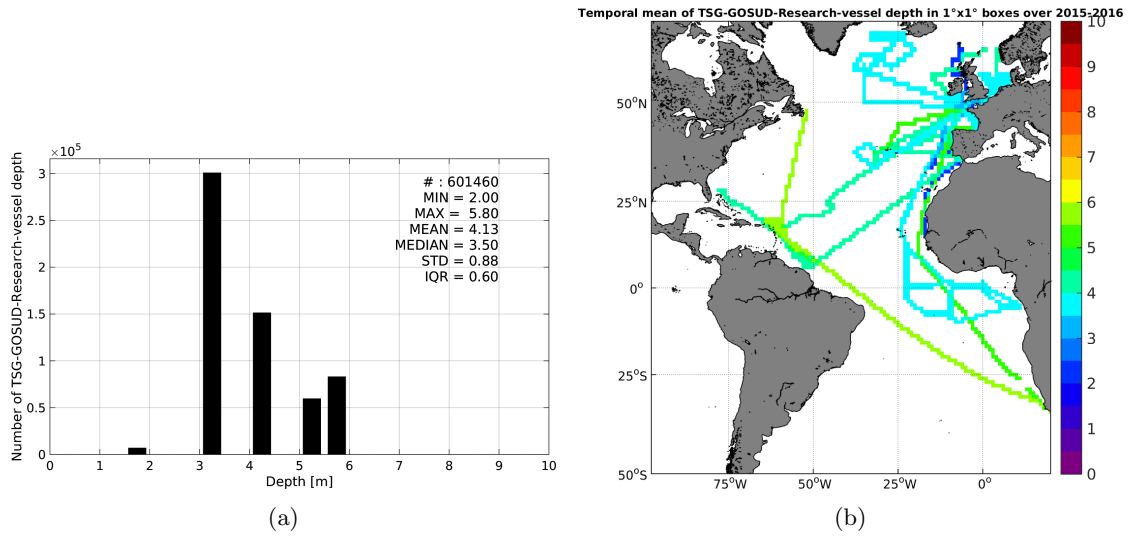 Temporal mean of TSG-GOSUD-Research-vessel depth in 1°x1° boxes over 2015-2016
Number of TSG-GOSUD-Research-vessel depth
×10⁵
3
2.5
2
1.5
1
0.5
0
0 1 2 3 4 5 6 7 8 9 10
Depth [m]
# : 601460
MIN = 2.00
MAX = 5.80
MEAN = 4.13
MEDIAN = 3.50
STD = 0.88
IQR = 0.60
(a)
50°N
25°N
0°
25°S
50°S
75°W 50°W 25°W 0°
10
9
8
7
6
5
4
3
2
1
0
(b)